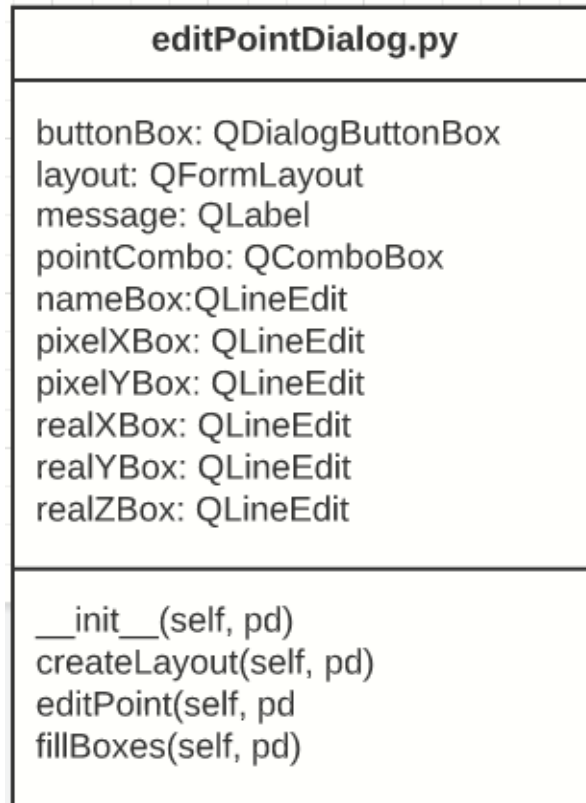 editPointDialog.py
buttonBox: QDialogButtonBox
layout: QFormLayout
message: QLabel
pointCombo: QComboBox
nameBox:QLineEdit
pixelXBox: QLineEdit
pixelYBox: QLineEdit
realXBox: QLineEdit
realYBox: QLineEdit
realZBox: QLineEdit
__init__(self, pd)
createLayout(self, pd)
editPoint(self, pd
fillBoxes(self, pd)